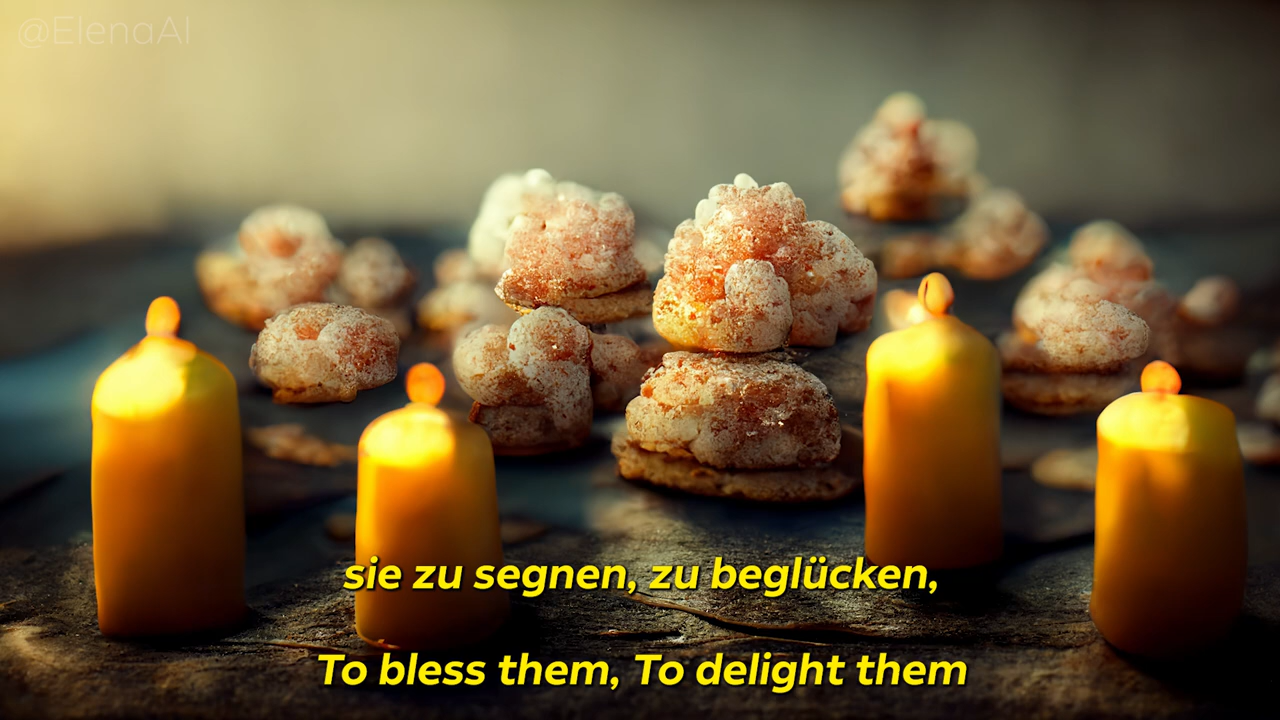 @ElenaAI
sie zu segnen, zu beglücken,
To bless them, To delight them